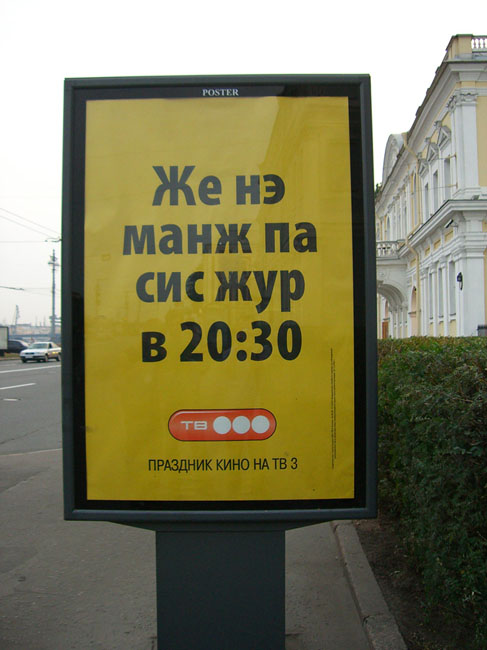 POSTER
Же нэ
манж па
сис жур
в 20:30
ТВ
ПРАЗДНИК КИНО НА ТВ 3